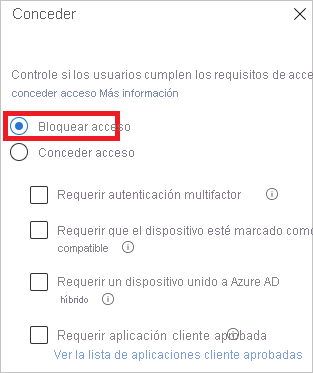 Conceder
Controle si los usuarios cumplen los requisitos de acce
conceder acceso Más información
Bloquear acceso
Conceder acceso
Requerir autenticación multifactor
Requerir que el dispositivo esté marcado como
compatible
Requerir un dispositivo unido a Azure AD
híbrido
Requerir aplicación cliente aprobada
Ver la lista de aplicaciones cliente aprobadas